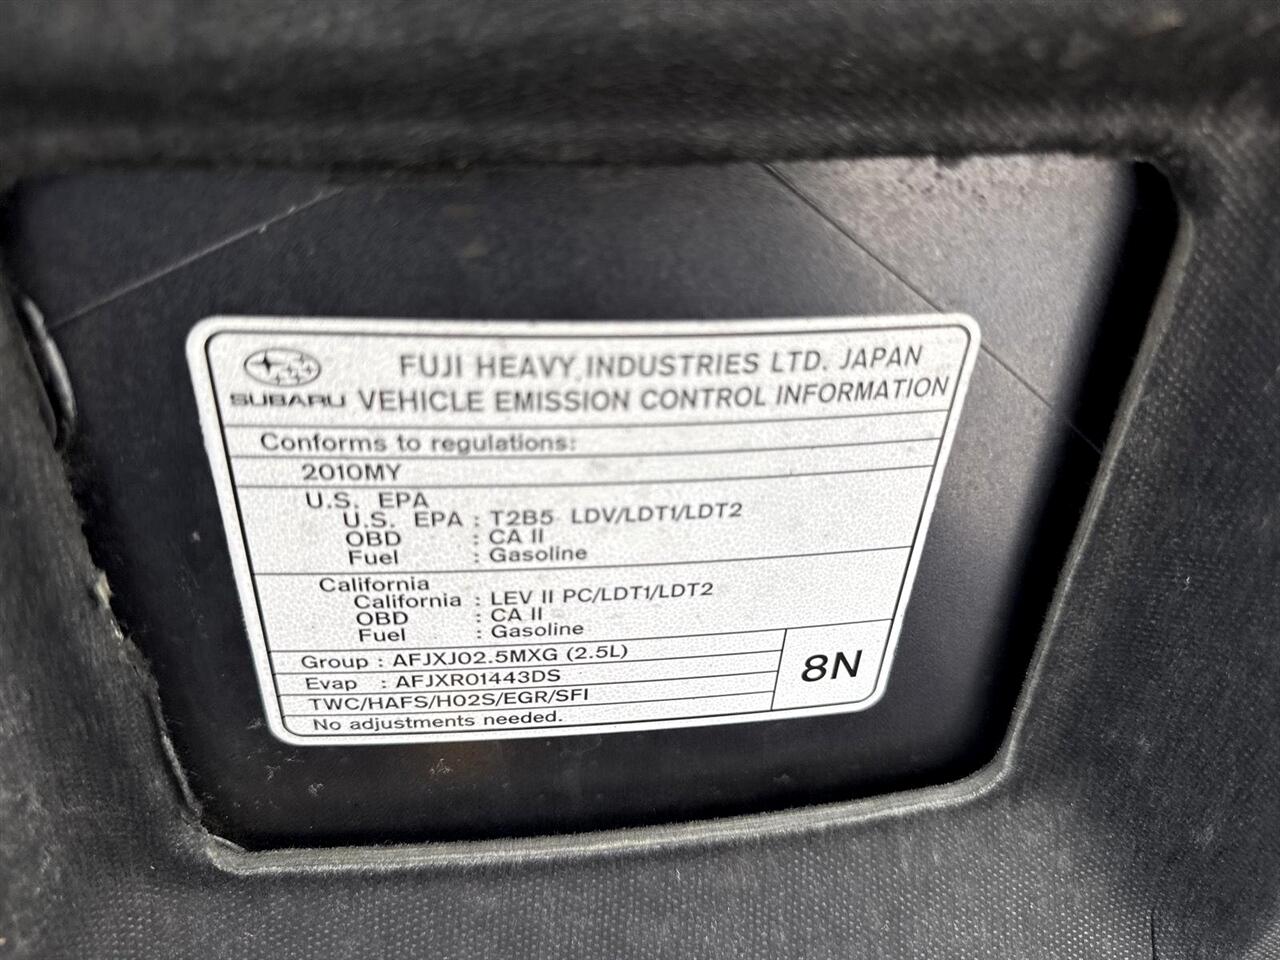 FUJI HEAVY INDUSTRIES LTD. JAPAN
SUBARU VEHICLE EMISSION CONTROL INFORMATION
Conforms to regulations:
2010MY
U.S. EPA
U.S. EPA : T2B5 LDV/LDT1/LDT2
OBD : CA II
Fuel : Gasoline
California
California : LEV II PC/LDT1/LDT2
OBD : CA II
Fuel : Gasoline
Group : AFJXJ02.5MXG (2.5L)
Evap : AFJXR01443DS
TWC/HAFS/HO2S/EGR/SFI
No adjustments needed.
8N